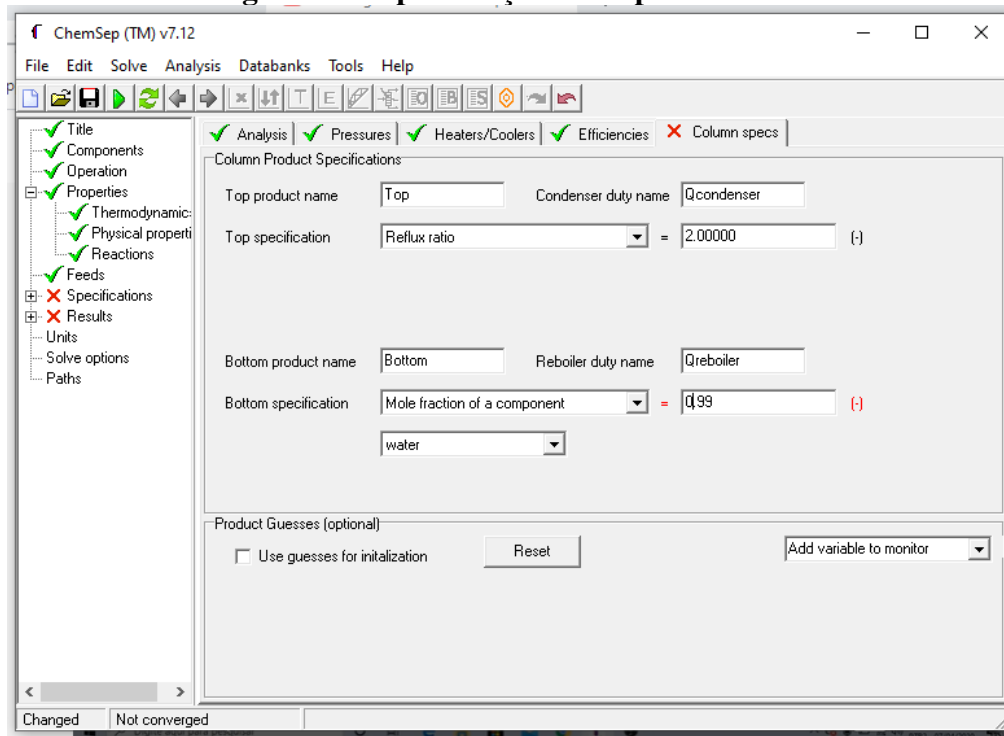 ChemSep (TM) v7.12
File Edit Solve Analysis Databanks Tools Help
Title
Components
Operation
Properties
Thermodynamic:
Physical properti
Reactions
Feeds
Specifications
Results
Units
Solve options
Paths
Analysis Pressures Heaters/Coolers Efficiencies Column specs
Column Product Specifications
Top product name Top Condenser duty name Qcondenser
Top specification Reflux ratio = 2.00000 (-)
Bottom product name Bottom Reboiler duty name Qreboiler
Bottom specification Mole fraction of a component = 0.99 (-)
water
Product Guesses (optional)
Use guesses for initalization Reset Add variable to monitor
Changed Not converged